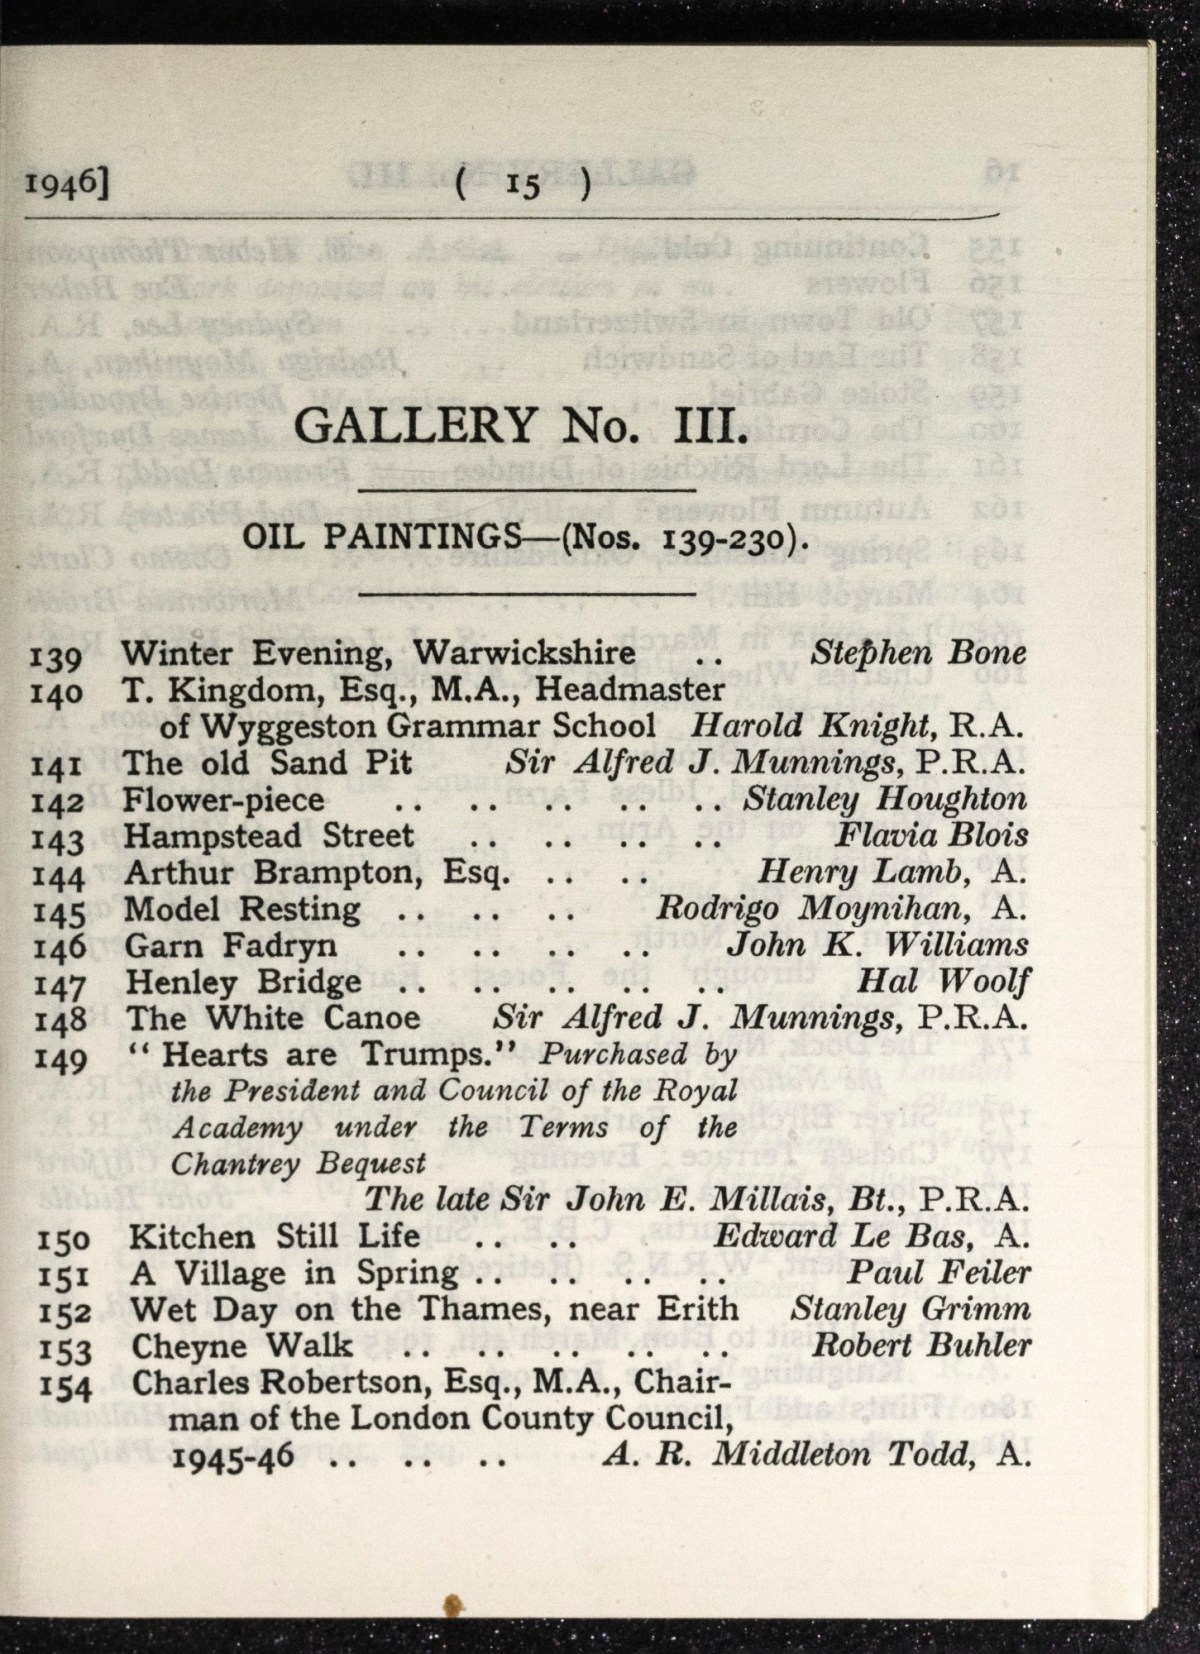 1946] ( 15 )
GALLERY No. III.
OIL PAINTINGS—(Nos. 139-230).
139 Winter Evening, Warwickshire .. Stephen Bone
140 T. Kingdom, Esq., M.A., Headmaster
of Wyggeston Grammar School Harold Knight, R.A.
141 The old Sand Pit Sir Alfred J. Munnings, P.R.A.
142 Flower-piece .. .. .. .. .. Stanley Houghton
143 Hampstead Street .. .. .. .. Flavia Blois
144 Arthur Brampton, Esq. .. .. Henry Lamb, A.
145 Model Resting .. .. .. Rodrigo Moynihan, A.
146 Garn Fadryn .. .. .. .. John K. Williams
147 Henley Bridge .. .. .. .. .. Hal Woolf
148 The White Canoe Sir Alfred J. Munnings, P.R.A.
149 “Hearts are Trumps.” Purchased by
the President and Council of the Royal
Academy under the Terms of the
Chantrey Bequest
The late Sir John E. Millais, Bt., P.R.A.
150 Kitchen Still Life .. .. Edward Le Bas, A.
151 A Village in Spring .. .. .. .. Paul Feiler
152 Wet Day on the Thames, near Erith Stanley Grimm
153 Cheyne Walk .. .. .. .. .. Robert Buhler
154 Charles Robertson, Esq., M.A., Chair-
man of the London County Council,
1945-46 .. .. .. A. R. Middleton Todd, A.